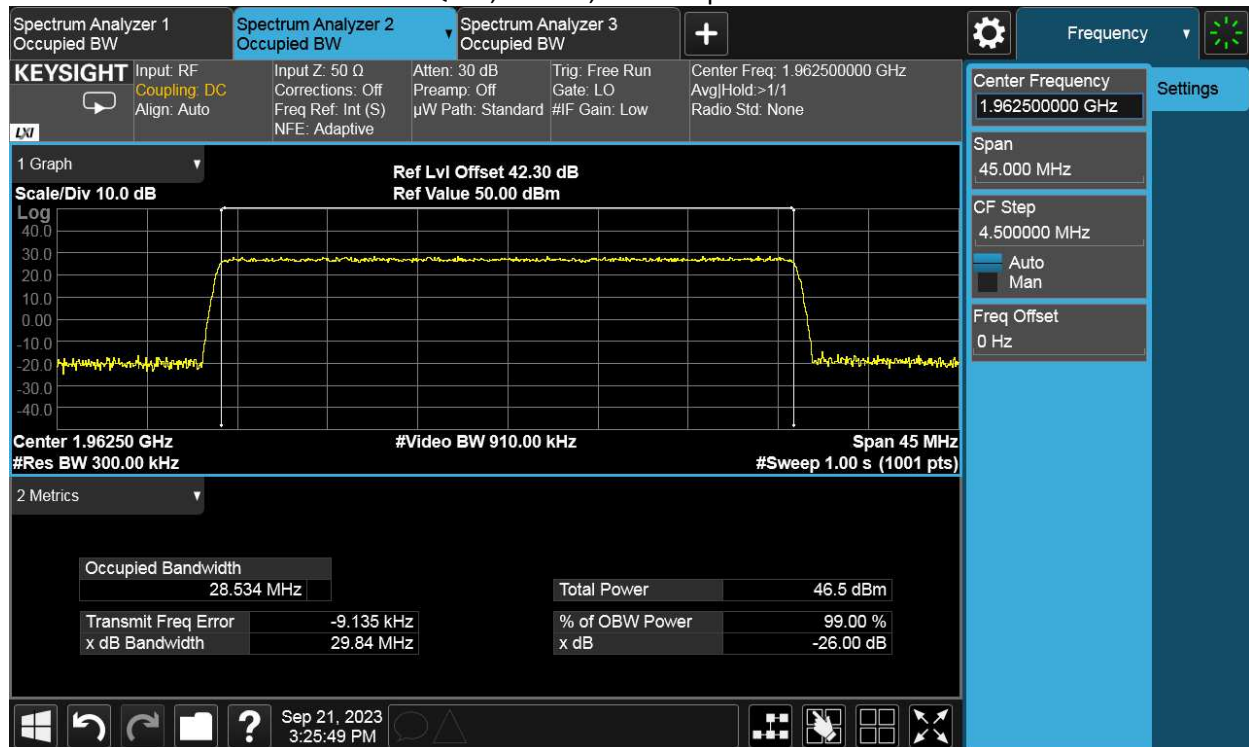 Spectrum Analyzer 1
Occupied BW
Spectrum Analyzer 2
Occupied BW
Spectrum Analyzer 3
Occupied BW
Frequency
KEYSIGHT
LXI
Input: RF
Coupling: DC
Align: Auto
Input Z: 50 Ω
Corrections: Off
Freq Ref: Int (S)
NFE: Adaptive
Atten: 30 dB
Preamp: Off
µW Path: Standard
Trig: Free Run
Gate: LO
#IF Gain: Low
Center Freq: 1.962500000 GHz
Avg|Hold:>1/1
Radio Std: None
Center Frequency
1.962500000 GHz
Settings
Span
45.000 MHz
CF Step
4.500000 MHz
Auto
Man
Freq Offset
0 Hz
1 Graph
Scale/Div 10.0 dB
Ref Lvl Offset 42.30 dB
Ref Value 50.00 dBm
Log
40.0
30.0
20.0
10.0
0.00
-10.0
-20.0
-30.0
-40.0
Center 1.96250 GHz
#Video BW 910.00 kHz
Span 45 MHz
#Res BW 300.00 kHz
#Sweep 1.00 s (1001 pts)
2 Metrics
Occupied Bandwidth
28.534 MHz
Total Power 46.5 dBm
Transmit Freq Error -9.135 kHz
% of OBW Power 99.00 %
x dB Bandwidth 29.84 MHz
x dB -26.00 dB
?
Sep 21, 2023
3:25:49 PM